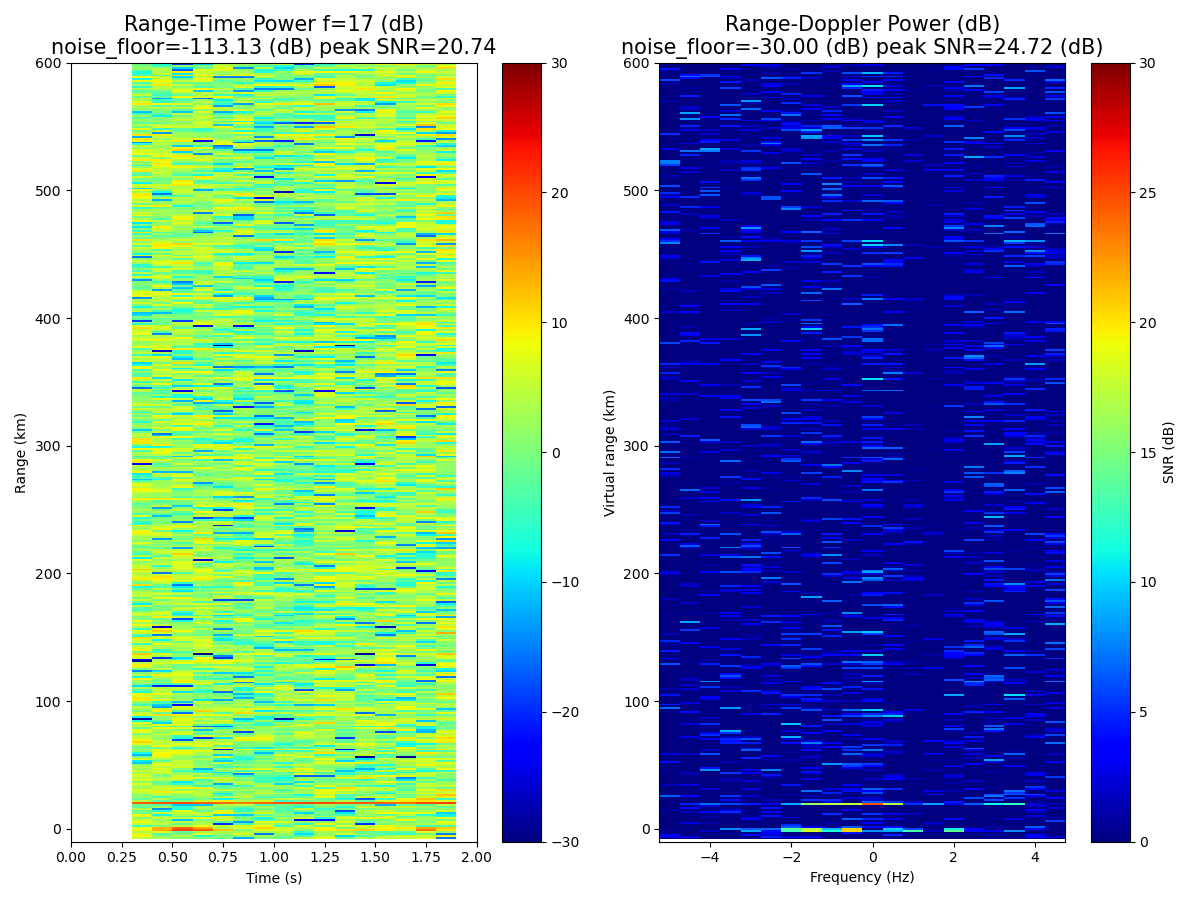 Range-Time Power f=17 (dB)
noise_floor=-113.13 (dB) peak SNR=20.74
Range-Doppler Power (dB)
noise_floor=-30.00 (dB) peak SNR=24.72 (dB)
600
500
400
300
200
100
0
Range (km)
0.00 0.25 0.50 0.75 1.00 1.25 1.50 1.75 2.00
Time (s)
30
20
10
0
−10
−20
−30
600
500
400
300
200
100
0
Virtual range (km)
−4 −2 0 2 4
Frequency (Hz)
30
25
20
15
10
5
0
SNR (dB)